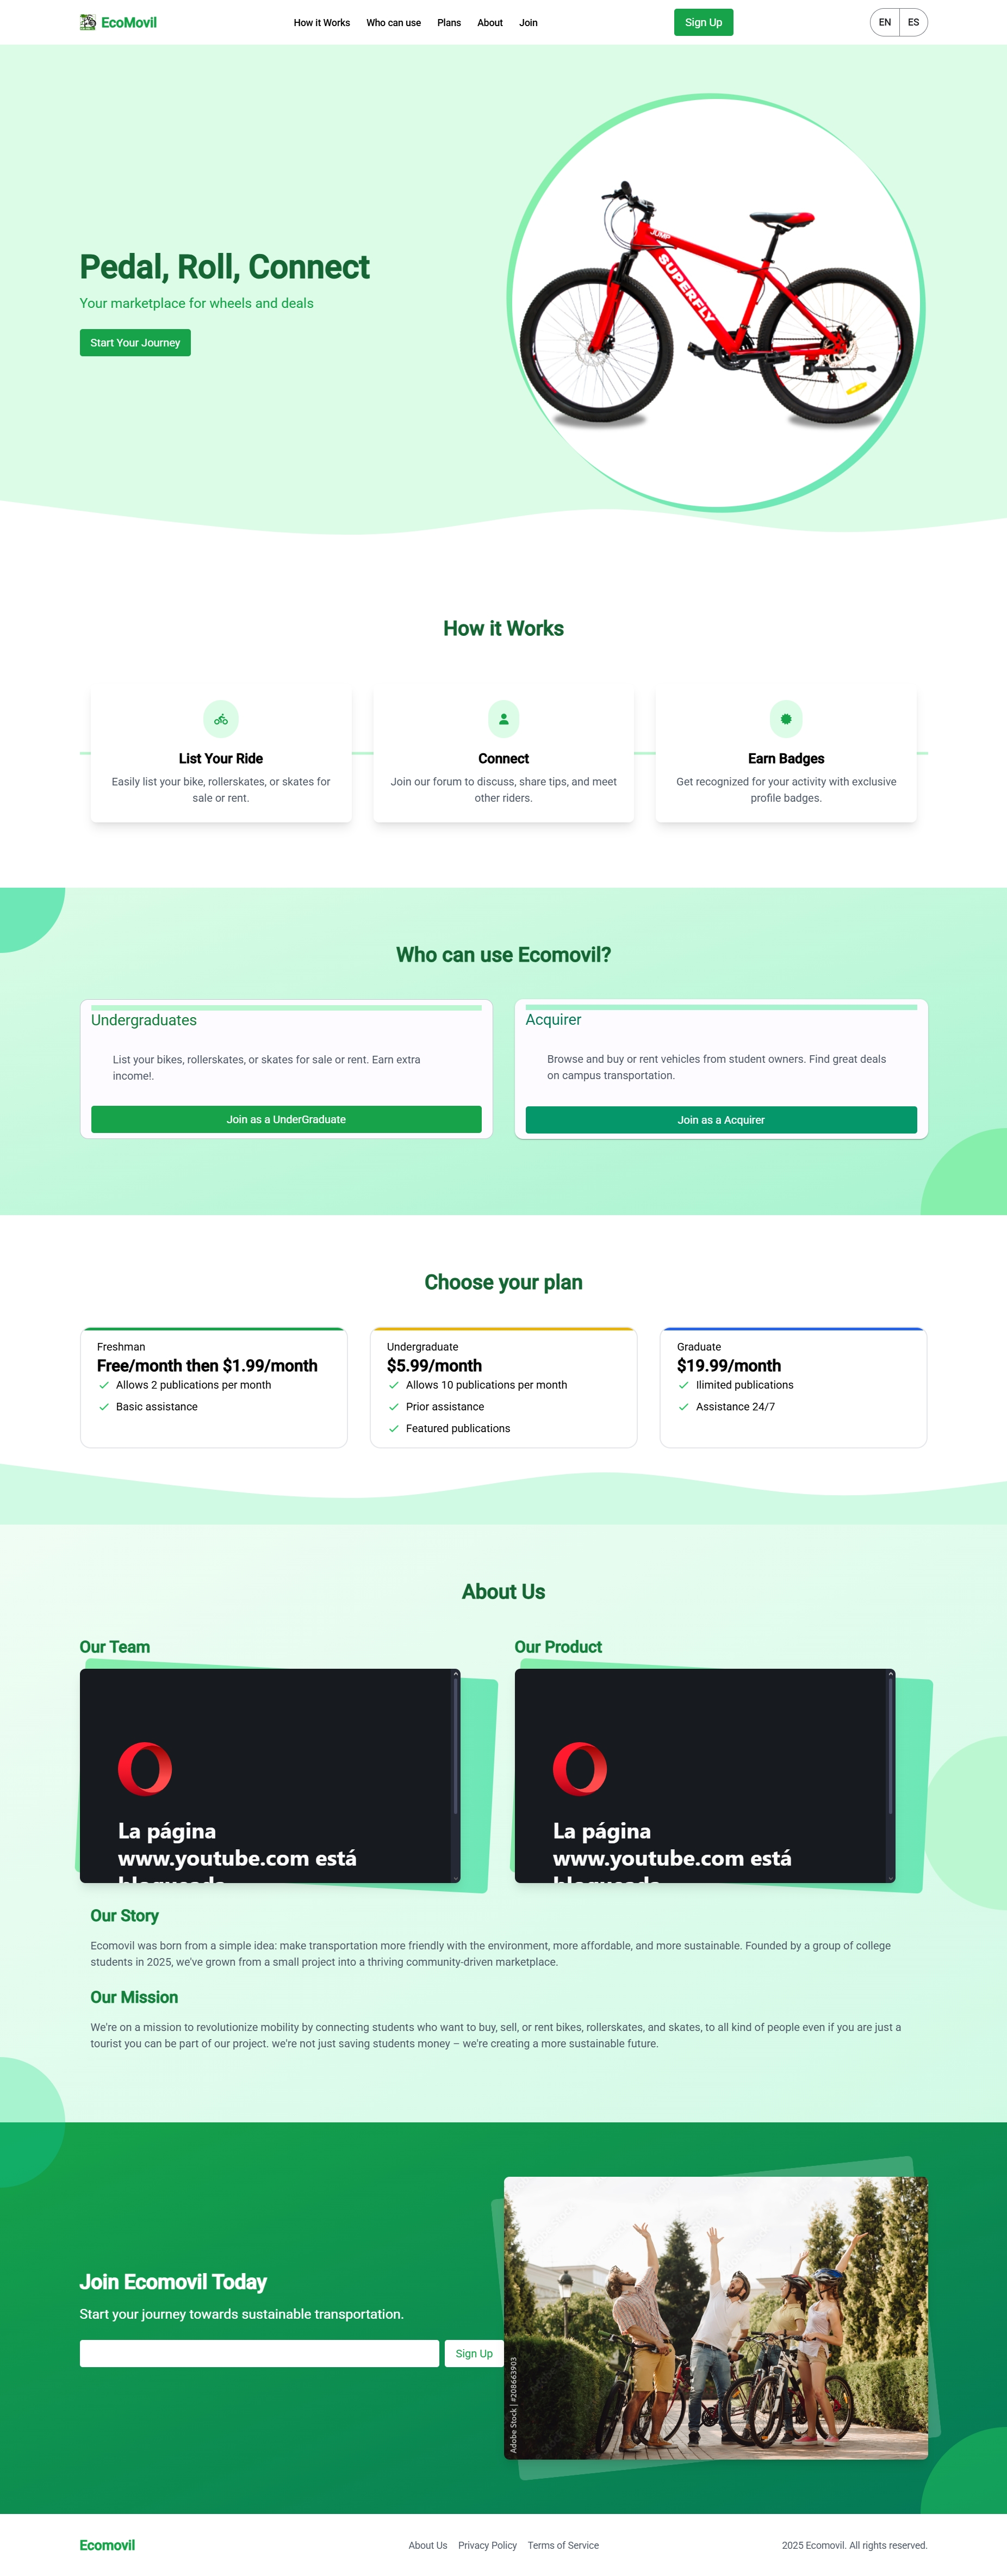 EcoMovil
How it Works
Who can use
Plans
About
Join
Sign Up
EN
ES
JUMP
SUPERFLY
Pedal, Roll, Connect
Your marketplace for wheels and deals
Start Your Journey
How it Works
List Your Ride
Easily list your bike, rollerskates, or skates for
sale or rent.
Connect
Join our forum to discuss, share tips, and meet
other riders.
Earn Badges
Get recognized for your activity with exclusive
profile badges.
Who can use Ecomovil?
Undergraduates
List your bikes, rollerskates, or skates for sale or rent. Earn extra
income!.
Join as a UnderGraduate
Acquirer
Browse and buy or rent vehicles from student owners. Find great deals
on campus transportation.
Join as a Acquirer
Choose your plan
Freshman
Free/month then $1.99/month
Allows 2 publications per month
Basic assistance
Undergraduate
$5.99/month
Allows 10 publications per month
Prior assistance
Featured publications
Graduate
$19.99/month
Ilimited publications
Assistance 24/7
About Us
Our Team
La página
www.youtube.com está
bloqueada
Our Product
La página
www.youtube.com está
bloqueada
Our Story
Ecomovil was born from a simple idea: make transportation more friendly with the environment, more affordable, and more sustainable. Founded by a group of college
students in 2025, we've grown from a small project into a thriving community-driven marketplace.
Our Mission
We're on a mission to revolutionize mobility by connecting students who want to buy, sell, or rent bikes, rollerskates, and skates, to all kind of people even if you are just a
tourist you can be part of our project. we're not just saving students money – we're creating a more sustainable future.
Join Ecomovil Today
Start your journey towards sustainable transportation.
Sign Up
Adobe Stock | #208663903
Ecomovil
About Us
Privacy Policy
Terms of Service
2025 Ecomovil. All rights reserved.